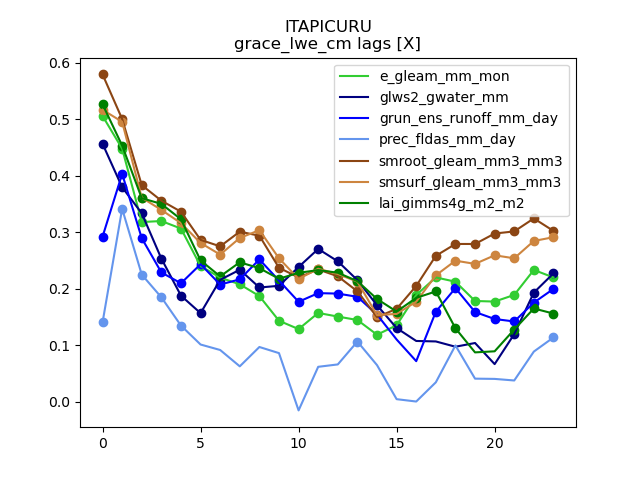 ITAPICURU
grace_lwe_cm lags [X]
0.6
0.5
0.4
0.3
0.2
0.1
0.0
0
5
10
15
20
e_gleam_mm_mon
glws2_gwater_mm
grun_ens_runoff_mm_day
prec_fldas_mm_day
smroot_gleam_mm3_mm3
smsurf_gleam_mm3_mm3
lai_gimms4g_m2_m2